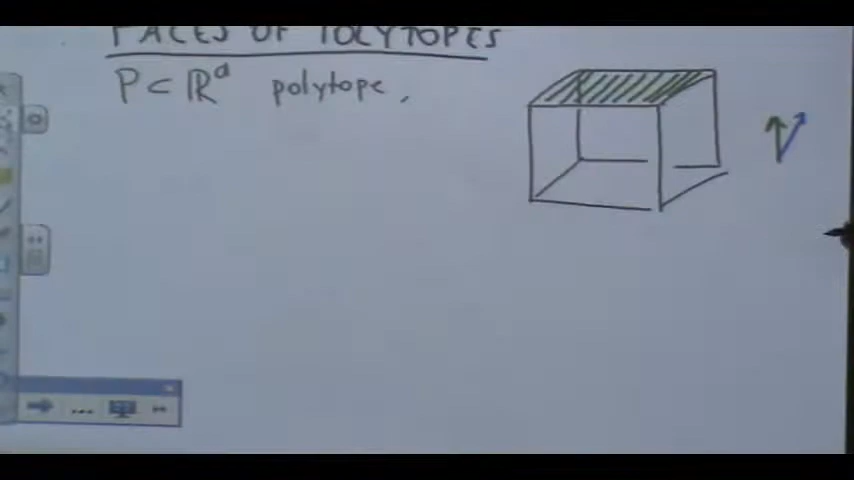 FACES OF POLYTOPES
P ⊂ ℝᵈ polytope,